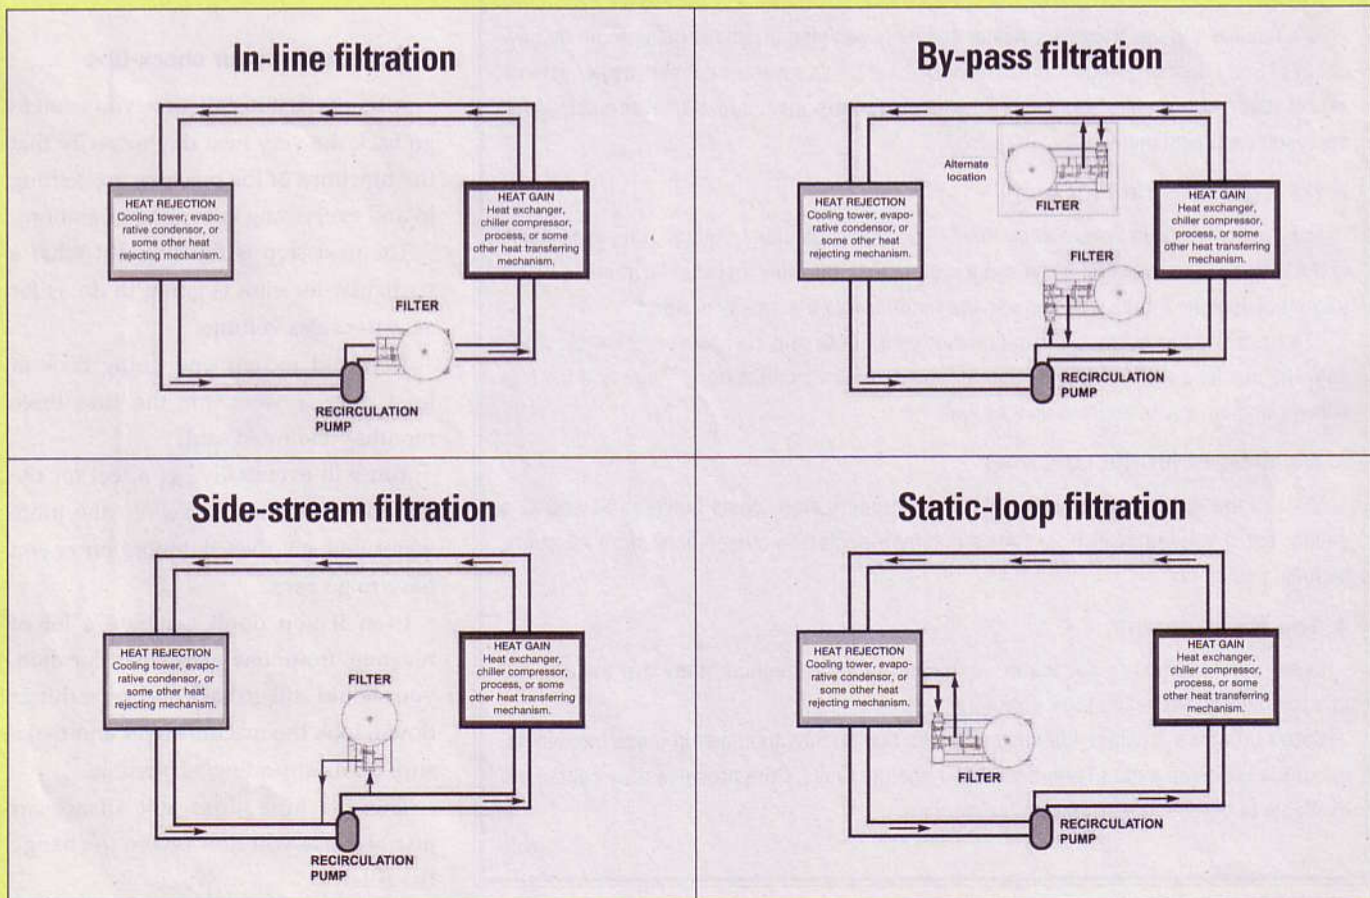 In-line filtration
HEAT REJECTION
Cooling tower, evapo-
rative condensor, or
some other heat
rejecting mechanism.
HEAT GAIN
Heat exchanger,
chiller compressor,
process, or some
other heat transferring
mechanism.
FILTER
RECIRCULATION
PUMP
By-pass filtration
Alternate
location
FILTER
HEAT REJECTION
Cooling tower, evapo-
rative condensor, or
some other heat
rejecting mechanism.
HEAT GAIN
Heat exchanger,
chiller compressor,
process, or some
other heat transferring
mechanism.
FILTER
RECIRCULATION
PUMP
Side-stream filtration
HEAT REJECTION
Cooling tower, evapo-
rative condensor, or
some other heat
rejecting mechanism.
FILTER
HEAT GAIN
Heat exchanger,
chiller compressor,
process, or some
other heat transferring
mechanism.
RECIRCULATION
PUMP
Static-loop filtration
HEAT REJECTION
Cooling tower, evapo-
rative condensor, or
some other heat
rejecting mechanism.
HEAT GAIN
Heat exchanger,
chiller compressor,
process, or some
other heat transferring
mechanism.
FILTER
RECIRCULATION
PUMP